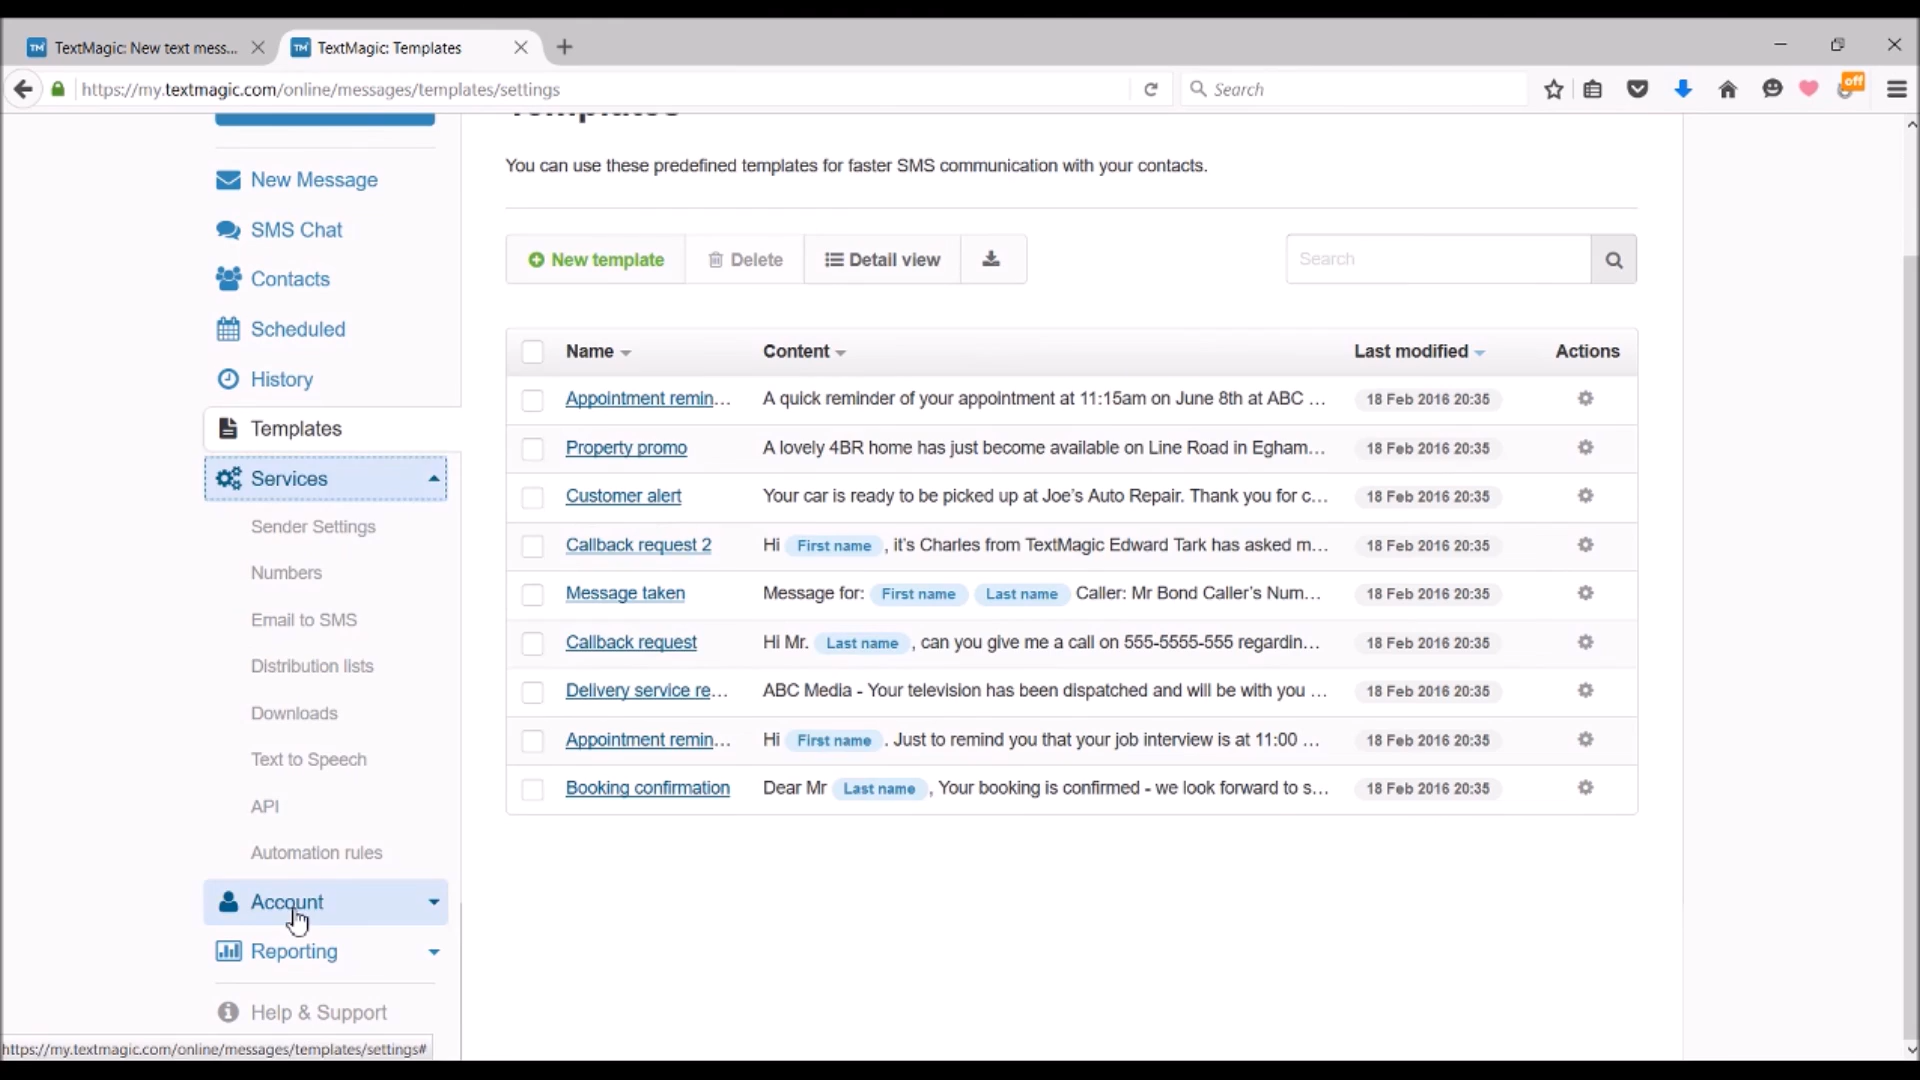 TextMagic: New text mess...
TextMagic: Templates
https://my.textmagic.com/online/messages/templates/settings
Search
off
Templates
You can use these predefined templates for faster SMS communication with your contacts.
New Message
SMS Chat
Contacts
Scheduled
History
Templates
Services
Sender Settings
Numbers
Email to SMS
Distribution lists
Downloads
Text to Speech
API
Automation rules
Account
Reporting
Help & Support
New template
Delete
Detail view
Search
Name Content Last modified Actions
Appointment remin... A quick reminder of your appointment at 11:15am on June 8th at ABC ... 18 Feb 2016 20:35
Property promo A lovely 4BR home has just become available on Line Road in Egham... 18 Feb 2016 20:35
Customer alert Your car is ready to be picked up at Joe's Auto Repair. Thank you for c... 18 Feb 2016 20:35
Callback request 2 Hi First name , it's Charles from TextMagic Edward Tark has asked m... 18 Feb 2016 20:35
Message taken Message for: First name Last name Caller: Mr Bond Caller's Num... 18 Feb 2016 20:35
Callback request Hi Mr. Last name , can you give me a call on 555-5555-555 regardin... 18 Feb 2016 20:35
Delivery service re... ABC Media - Your television has been dispatched and will be with you ... 18 Feb 2016 20:35
Appointment remin... Hi First name . Just to remind you that your job interview is at 11:00 ... 18 Feb 2016 20:35
Booking confirmation Dear Mr Last name , Your booking is confirmed - we look forward to s... 18 Feb 2016 20:35
https://my.textmagic.com/online/messages/templates/settings#